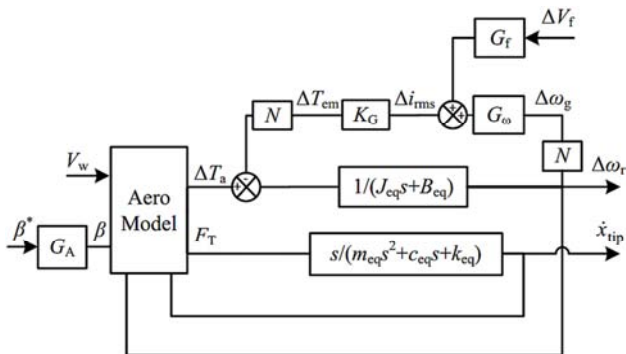 ΔV_f
G_f
ΔT_em
Δi_rms
Δω_g
N
K_G
+
+
G_ω
V_w
ΔT_a
+
-
1/(J_eq s+B_eq)
N
Δω_r
Aero
Model
β*
G_A
β
F_T
s/(m_eq s²+c_eq s+k_eq)
ẋ_tip